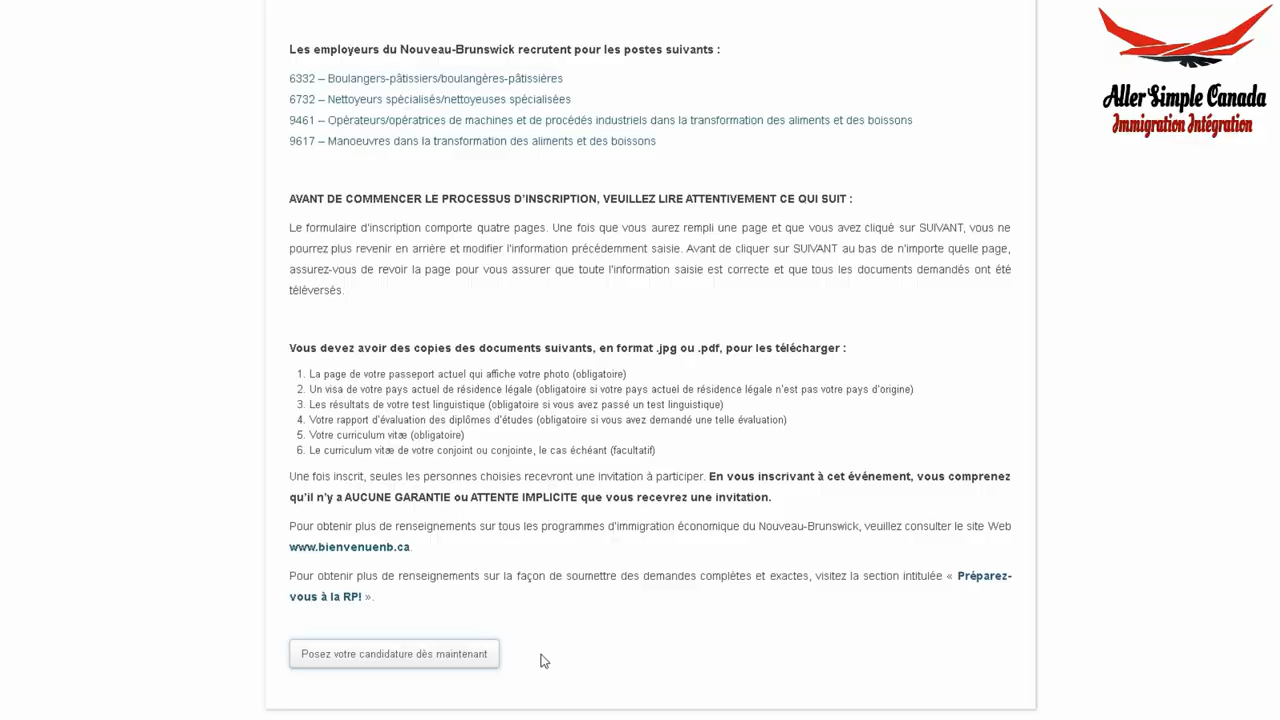 Les employeurs du Nouveau-Brunswick recrutent pour les postes suivants :
6332 – Boulangers-pâtissiers/boulangères-pâtissières
6732 – Nettoyeurs spécialisés/nettoyeuses spécialisées
9461 – Opérateurs/opératrices de machines et de procédés industriels dans la transformation des aliments et des boissons
9617 – Manoeuvres dans la transformation des aliments et des boissons
Aller Simple Canada
Immigration Intégration
AVANT DE COMMENCER LE PROCESSUS D'INSCRIPTION, VEUILLEZ LIRE ATTENTIVEMENT CE QUI SUIT :
Le formulaire d'inscription comporte quatre pages. Une fois que vous aurez rempli une page et que vous avez cliqué sur SUIVANT, vous ne
pourrez plus revenir en arrière et modifier l'information précédemment saisie. Avant de cliquer sur SUIVANT au bas de n'importe quelle page,
assurez-vous de revoir la page pour vous assurer que toute l'information saisie est correcte et que tous les documents demandés ont été
téléversés.
Vous devez avoir des copies des documents suivants, en format .jpg ou .pdf, pour les télécharger :
1. La page de votre passeport actuel qui affiche votre photo (obligatoire)
2. Un visa de votre pays actuel de résidence légale (obligatoire si votre pays actuel de résidence légale n'est pas votre pays d'origine)
3. Les résultats de votre test linguistique (obligatoire si vous avez passé un test linguistique)
4. Votre rapport d'évaluation des diplômes d'études (obligatoire si vous avez demandé une telle évaluation)
5. Votre curriculum vitæ (obligatoire)
6. Le curriculum vitæ de votre conjoint ou conjointe, le cas échéant (facultatif)
Une fois inscrit, seules les personnes choisies recevront une invitation à participer. En vous inscrivant à cet événement, vous comprenez
qu'il n'y a AUCUNE GARANTIE ou ATTENTE IMPLICITE que vous recevrez une invitation.
Pour obtenir plus de renseignements sur tous les programmes d'immigration économique du Nouveau-Brunswick, veuillez consulter le site Web
www.bienvenuenb.ca.
Pour obtenir plus de renseignements sur la façon de soumettre des demandes complètes et exactes, visitez la section intitulée « Préparez-
vous à la RP! ».
Posez votre candidature dès maintenant